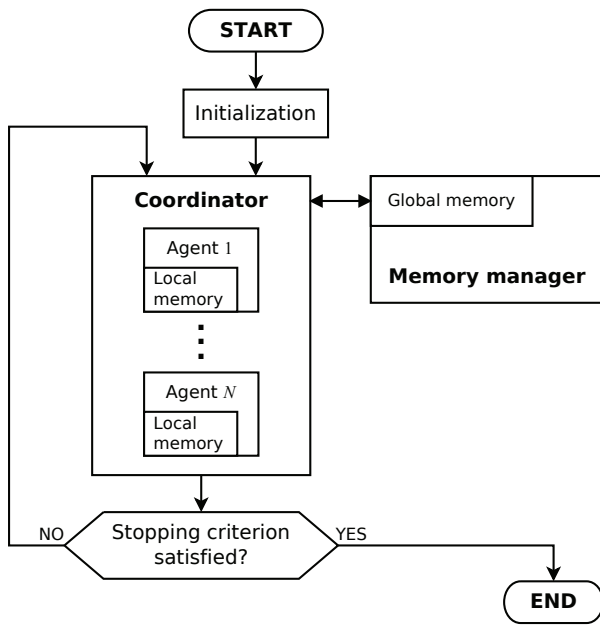 START
Initialization
Coordinator
Global memory
Memory manager
Agent 1
Local
memory
⋮
Agent N
Local
memory
Stopping criterion
satisfied?
NO
YES
END